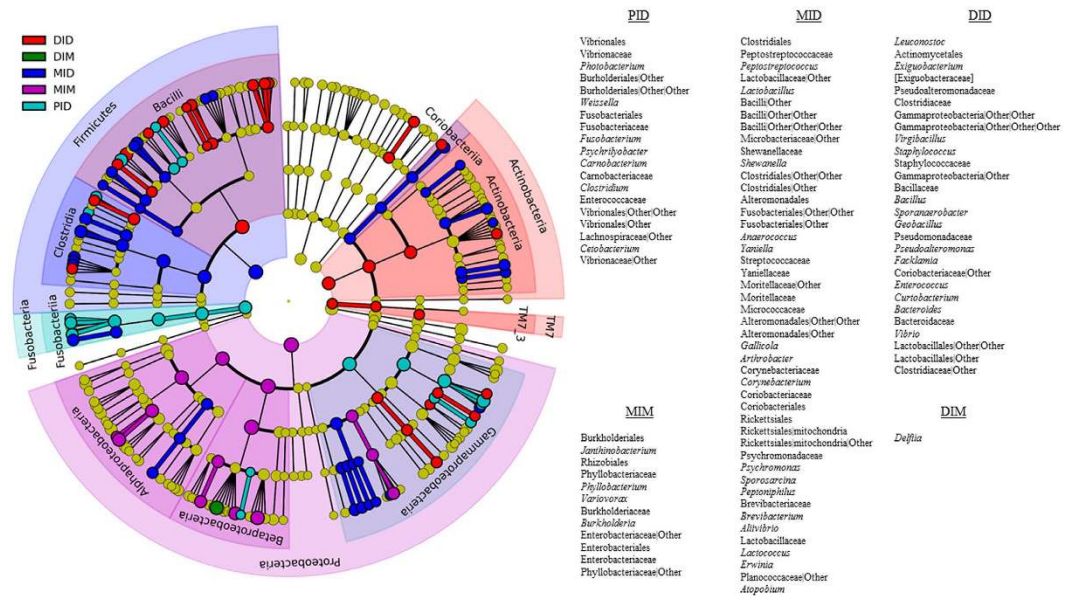 DID
DIM
MID
MIM
PID
Firmicutes
Bacilli
Clostridia
Fusobacteria
Fusobacteriia
Coriobacteriia
Actinobacteria
Actinobacteria
TM7_3
TM7
Alphaproteobacteria
Betaproteobacteria
Gammaproteobacteria
Proteobacteria
PID
Vibrionales
Vibrionaceae
Photobacterium
Burholderiales|Other
Burholderiales|Other|Other
Weissella
Fusobacteriales
Fusobacteriaceae
Fusobacterium
Psychrilyobacter
Carnobacterium
Carnobacteriaceae
Clostridium
Enterococcaceae
Vibrionales|Other|Other
Vibrionales|Other
Lachnospiraceae|Other
Cetobacterium
Vibrionaceae|Other
MIM
Burkholderiales
Janthinobacterium
Rhizobiales
Phyllobacteriaceae
Phyllobacterium
Variovorax
Burkholderiaceae
Burkholderia
Enterobacteriaceae|Other
Enterobacteriales
Enterobacteriaceae
Phyllobacteriaceae|Other
MID
Clostridiales
Peptostreptococcaceae
Peptostreptococcus
Lactobacillaceae|Other
Lactobacillus
Bacilli|Other
Bacilli|Other|Other
Bacilli|Other|Other|Other
Microbacteriaceae|Other
Shewanellaceae
Shewanella
Clostridiales|Other|Other
Clostridiales|Other
Alteromonadales
Fusobacteriales|Other|Other
Fusobacteriales|Other
Anaerococcus
Yaniella
Streptococcaceae
Yaniellaceae
Moritellaceae|Other
Moritellaceae
Micrococcaceae
Alteromonadales|Other|Other
Alteromonadales|Other
Gallicola
Arthrobacter
Corynebacteriaceae
Corynebacterium
Coriobacteriaceae
Coriobacteriales
Rickettsiales
Rickettsiales|mitochondria
Rickettsiales|mitochondria|Other
Psychromonadaceae
Psychromonas
Sporosarcina
Peptoniphilus
Brevibacteriaceae
Brevibacterium
Aliivibrio
Lactobacillaceae
Lactococcus
Erwinia
Planococcaceae|Other
Atopobium
DID
Leuconostoc
Actinomycetales
Exiguobacterium
[Exiguobacteraceae]
Pseudoalteromonadaceae
Clostridiaceae
Gammaproteobacteria|Other|Other
Gammaproteobacteria|Other|Other|Other
Virgibacillus
Staphylococcus
Staphylococcaceae
Gammaproteobacteria|Other
Bacillaceae
Bacillus
Sporanaerobacter
Geobacillus
Pseudomonadaceae
Pseudoalteromonas
Facklamia
Coriobacteriaceae|Other
Enterococcus
Curtobacterium
Bacteroides
Bacteroidaceae
Vibrio
Lactobacillales|Other|Other
Lactobacillales|Other
Clostridiaceae|Other
DIM
Delftia